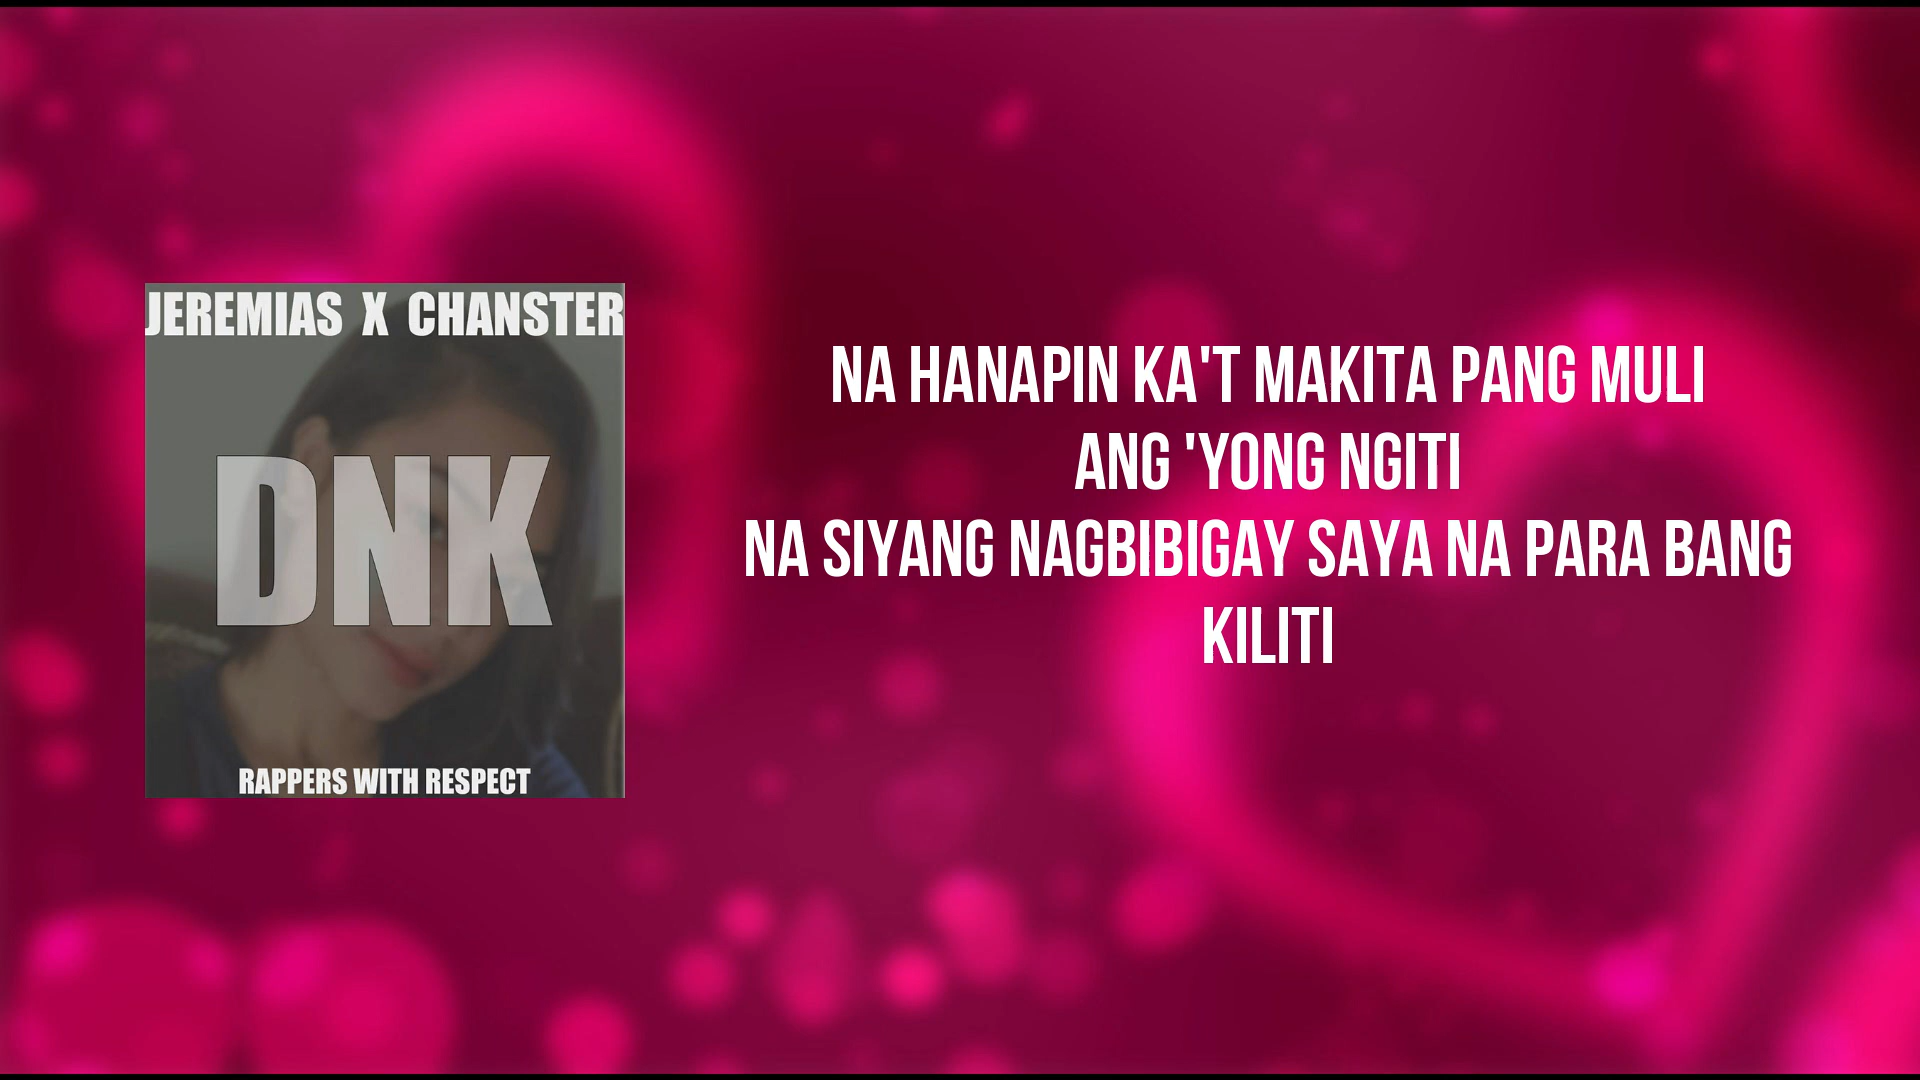 JEREMIAS X CHANSTER
DNK
RAPPERS WITH RESPECT
NA HANAPIN KA'T MAKITA PANG MULI
ANG 'YONG NGITI
NA SIYANG NAGBIBIGAY SAYA NA PARA BANG
KILITI